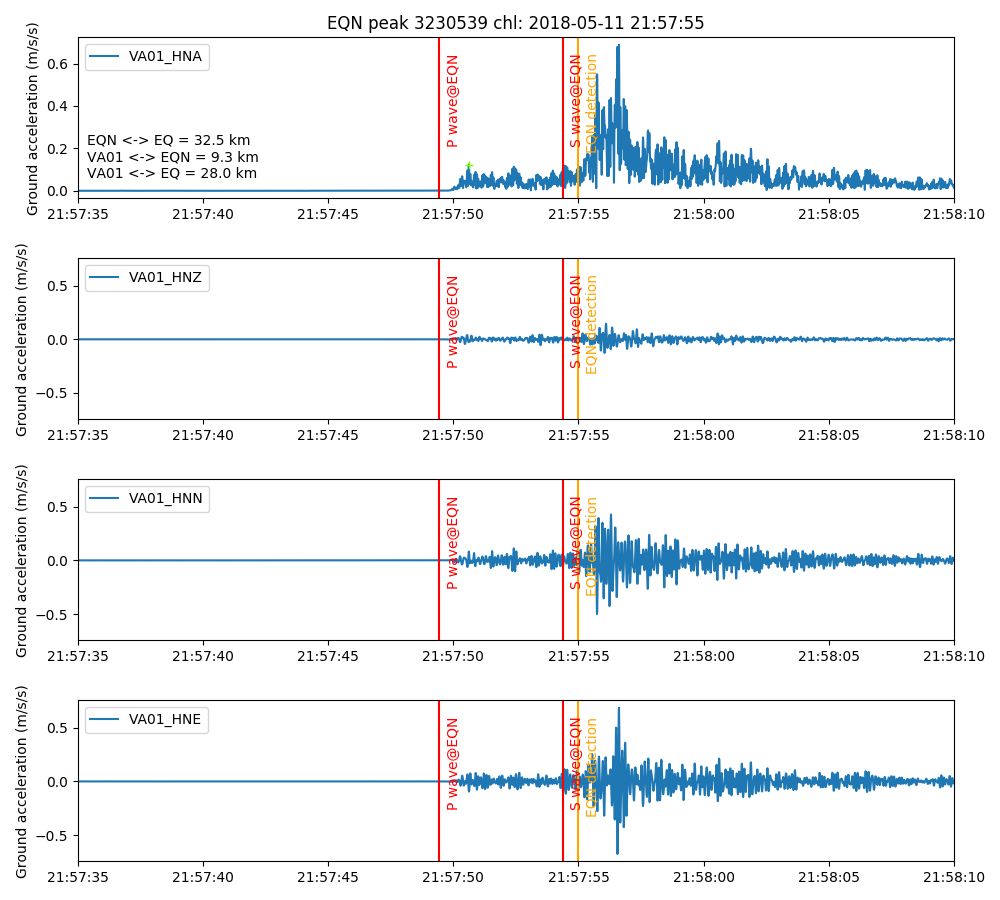 EQN peak 3230539 chl: 2018-05-11 21:57:55
Ground acceleration (m/s/s)
VA01_HNA
P wave@EQN
S wave@EQN
EQN detection
EQN <-> EQ = 32.5 km
VA01 <-> EQN = 9.3 km
VA01 <-> EQ = 28.0 km
0.6
0.4
0.2
0.0
21:57:35 21:57:40 21:57:45 21:57:50 21:57:55 21:58:00 21:58:05 21:58:10
Ground acceleration (m/s/s)
VA01_HNZ
P wave@EQN
S wave@EQN
EQN detection
0.5
0.0
−0.5
21:57:35 21:57:40 21:57:45 21:57:50 21:57:55 21:58:00 21:58:05 21:58:10
Ground acceleration (m/s/s)
VA01_HNN
P wave@EQN
S wave@EQN
EQN detection
0.5
0.0
−0.5
21:57:35 21:57:40 21:57:45 21:57:50 21:57:55 21:58:00 21:58:05 21:58:10
Ground acceleration (m/s/s)
VA01_HNE
P wave@EQN
S wave@EQN
EQN detection
0.5
0.0
−0.5
21:57:35 21:57:40 21:57:45 21:57:50 21:57:55 21:58:00 21:58:05 21:58:10